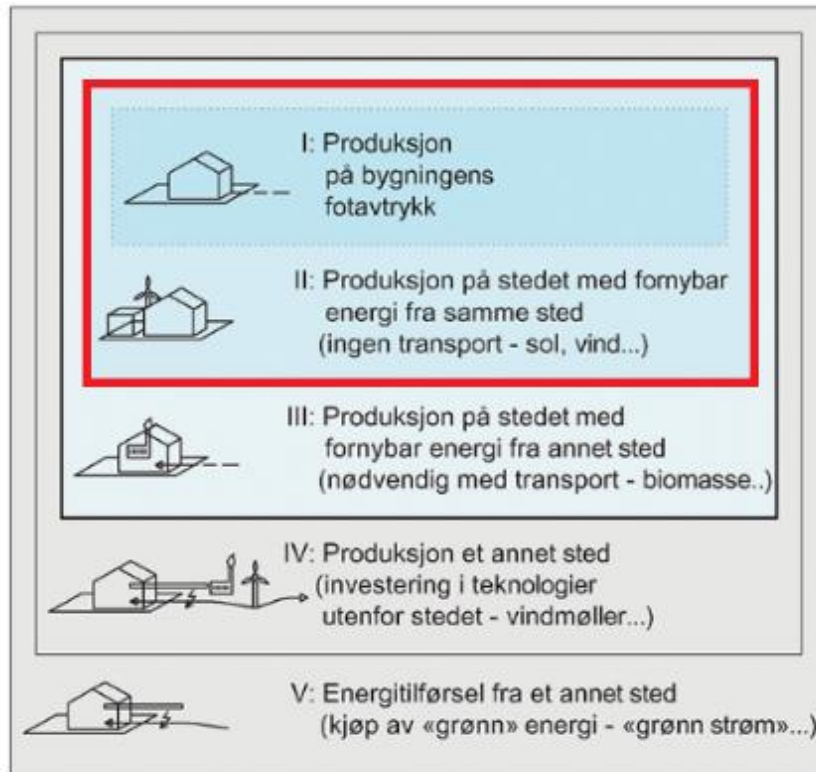 I: Produksjon
på bygningens
fotavtrykk
II: Produksjon på stedet med fornybar
energi fra samme sted
(ingen transport - sol, vind...)
III: Produksjon på stedet med
fornybar energi fra annet sted
(nødvendig med transport - biomasse..)
IV: Produksjon et annet sted
(investering i teknologier
utenfor stedet - vindmøller...)
V: Energitilførsel fra et annet sted
(kjøp av «grønn» energi - «grønn strøm»...)